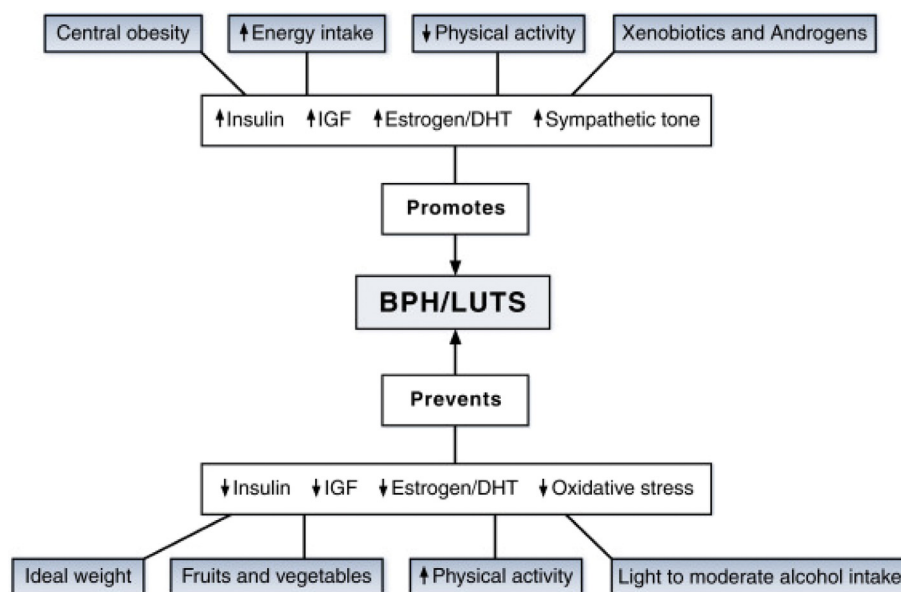 Central obesity
↑Energy intake
↓Physical activity
Xenobiotics and Androgens
↑Insulin ↑IGF ↑Estrogen/DHT ↑Sympathetic tone
Promotes
BPH/LUTS
Prevents
↓Insulin ↓IGF ↓Estrogen/DHT ↓Oxidative stress
Ideal weight
Fruits and vegetables
↑Physical activity
Light to moderate alcohol intake